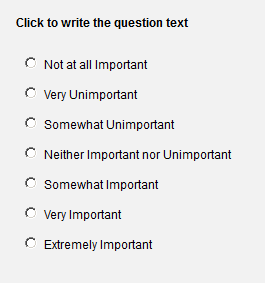 Click to write the question text
Not at all Important
Very Unimportant
Somewhat Unimportant
Neither Important nor Unimportant
Somewhat Important
Very Important
Extremely Important